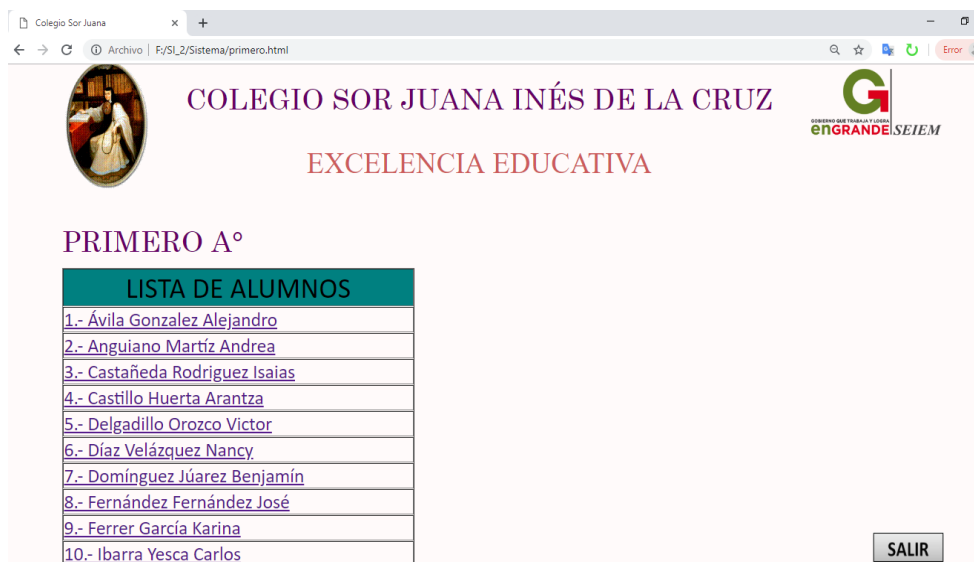 Colegio Sor Juana
Archivo F:/SI_2/Sistema/primero.html
Error
COLEGIO SOR JUANA INÉS DE LA CRUZ
GOBIERNO QUE TRABAJA Y LOGRA
enGRANDE SEIEM
EXCELENCIA EDUCATIVA
PRIMERO A°
LISTA DE ALUMNOS
1.- Ávila Gonzalez Alejandro
2.- Anguiano Martíz Andrea
3.- Castañeda Rodriguez Isaias
4.- Castillo Huerta Arantza
5.- Delgadillo Orozco Victor
6.- Díaz Velázquez Nancy
7.- Domínguez Júarez Benjamín
8.- Fernández Fernández José
9.- Ferrer García Karina
10.- Ibarra Yesca Carlos
SALIR